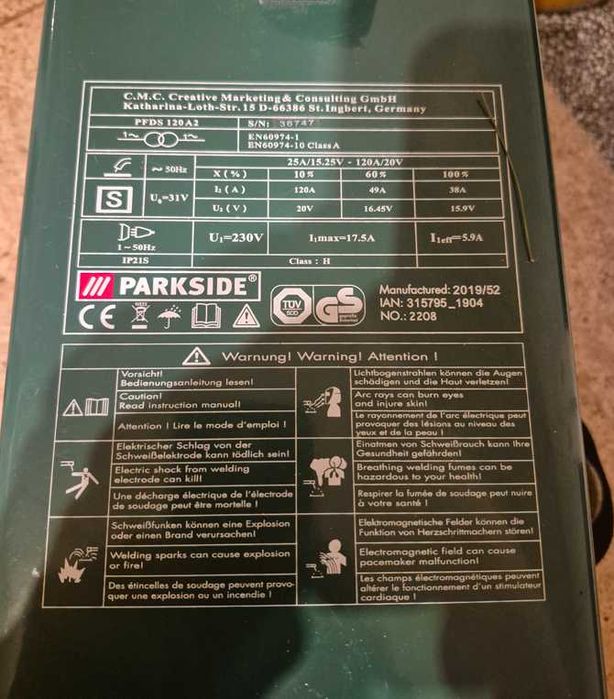 C.M.C. Creative Marketing & Consulting GmbH
Katharina-Loth-Str. 15 D-66386 St. Ingbert, Germany
PFDS 120 A2 S/N: 36747
1~ 1~ EN60974-1
EN60974-10 Class A
25A/15.25V - 120A/20V
~ 50Hz X (%) 10% 60% 100%
S U₀=31V I₂ (A) 120A 49A 38A
U₂ (V) 20V 16.45V 15.9V
1~50Hz U₁=230V I₁max=17.5A I₁eff=5.9A
IP21S Class : H
/// PARKSIDE®
CE TÜV SÜD GS geprüfte Sicherheit
Manufactured: 2019/52
IAN: 315795_1904
NO.: 2208
Warnung! Warning! Attention !
Vorsicht!
Bedienungsanleitung lesen!
Caution!
Read instruction manual!
Attention ! Lire le mode d'emploi !
Lichtbogenstrahlen können die Augen
schädigen und die Haut verletzen!
Arc rays can burn eyes
and injure skin!
Le rayonnement de l'arc électrique peut
provoquer des lésions au niveau des
yeux et de la peau !
Elektrischer Schlag von der
Schweißelektrode kann tödlich sein!
Electric shock from welding
electrode can kill!
Une décharge électrique de l'électrode
de soudage peut être mortelle !
Einatmen von Schweißrauch kann Ihre
Gesundheit gefährden!
Breathing welding fumes can be
hazardous to your health!
Respirer la fumée de soudage peut nuire
à votre santé !
Schweißfunken können eine Explosion
oder einen Brand verursachen!
Welding sparks can cause explosion
or fire!
Des étincelles de soudage peuvent provo-
quer une explosion au un incendie !
Elektromagnetische Felder können die
Funktion von Herzschrittmachern stören!
Electromagnetic field can cause
pacemaker malfunction!
Les champs électromagnétiques peuvent
altérer le fonctionnement d'un stimulateur
cardiaque !